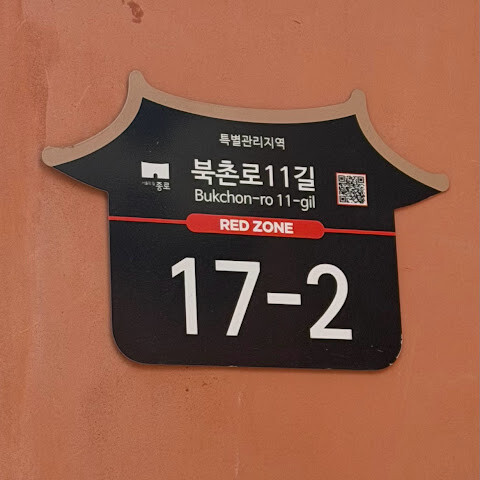 특별관리지역
종로
북촌로11길
Bukchon-ro 11-gil
RED ZONE
17-2